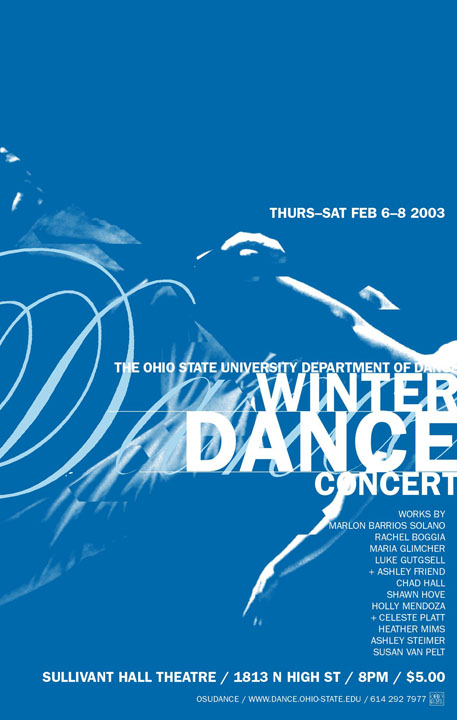 THURS–SAT FEB 6–8 2003
THE OHIO STATE UNIVERSITY DEPARTMENT OF DANCE
WINTER
DANCE
CONCERT
Dance
WORKS BY
MARLON BARRIOS SOLANO
RACHEL BOGGIA
MARIA GLIMCHER
LUKE GUTGSELL
+ ASHLEY FRIEND
CHAD HALL
SHAWN HOVE
HOLLY MENDOZA
+ CELESTE PLATT
HEATHER MIMS
ASHLEY STEIMER
SUSAN VAN PELT
SULLIVANT HALL THEATRE / 1813 N HIGH ST / 8PM / $5.00
OSUDANCE / WWW.DANCE.OHIO-STATE.EDU / 614 292 7977